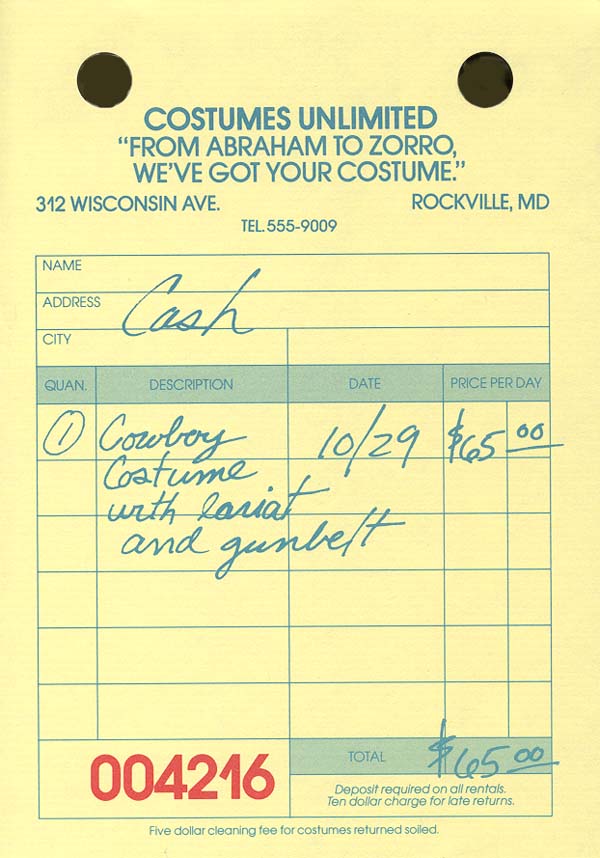 COSTUMES UNLIMITED
“FROM ABRAHAM TO ZORRO,
WE’VE GOT YOUR COSTUME.”
312 WISCONSIN AVE. ROCKVILLE, MD
TEL. 555-9009
NAME
ADDRESS Cash
CITY
QUAN. DESCRIPTION DATE PRICE PER DAY
1 Cowboy 10/29 $65 00
Costume
with lariat
and gunbelt
004216 TOTAL $65 00
Deposit required on all rentals.
Ten dollar charge for late returns.
Five dollar cleaning fee for costumes returned soiled.